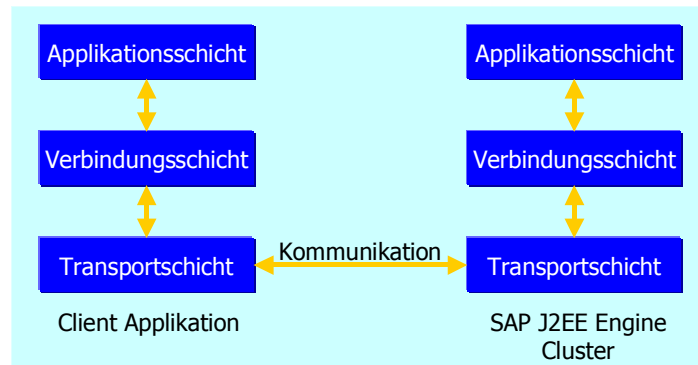 Applikationsschicht
Applikationsschicht
Verbindungsschicht
Verbindungsschicht
Transportschicht
Kommunikation
Transportschicht
Client Applikation
SAP J2EE Engine
Cluster